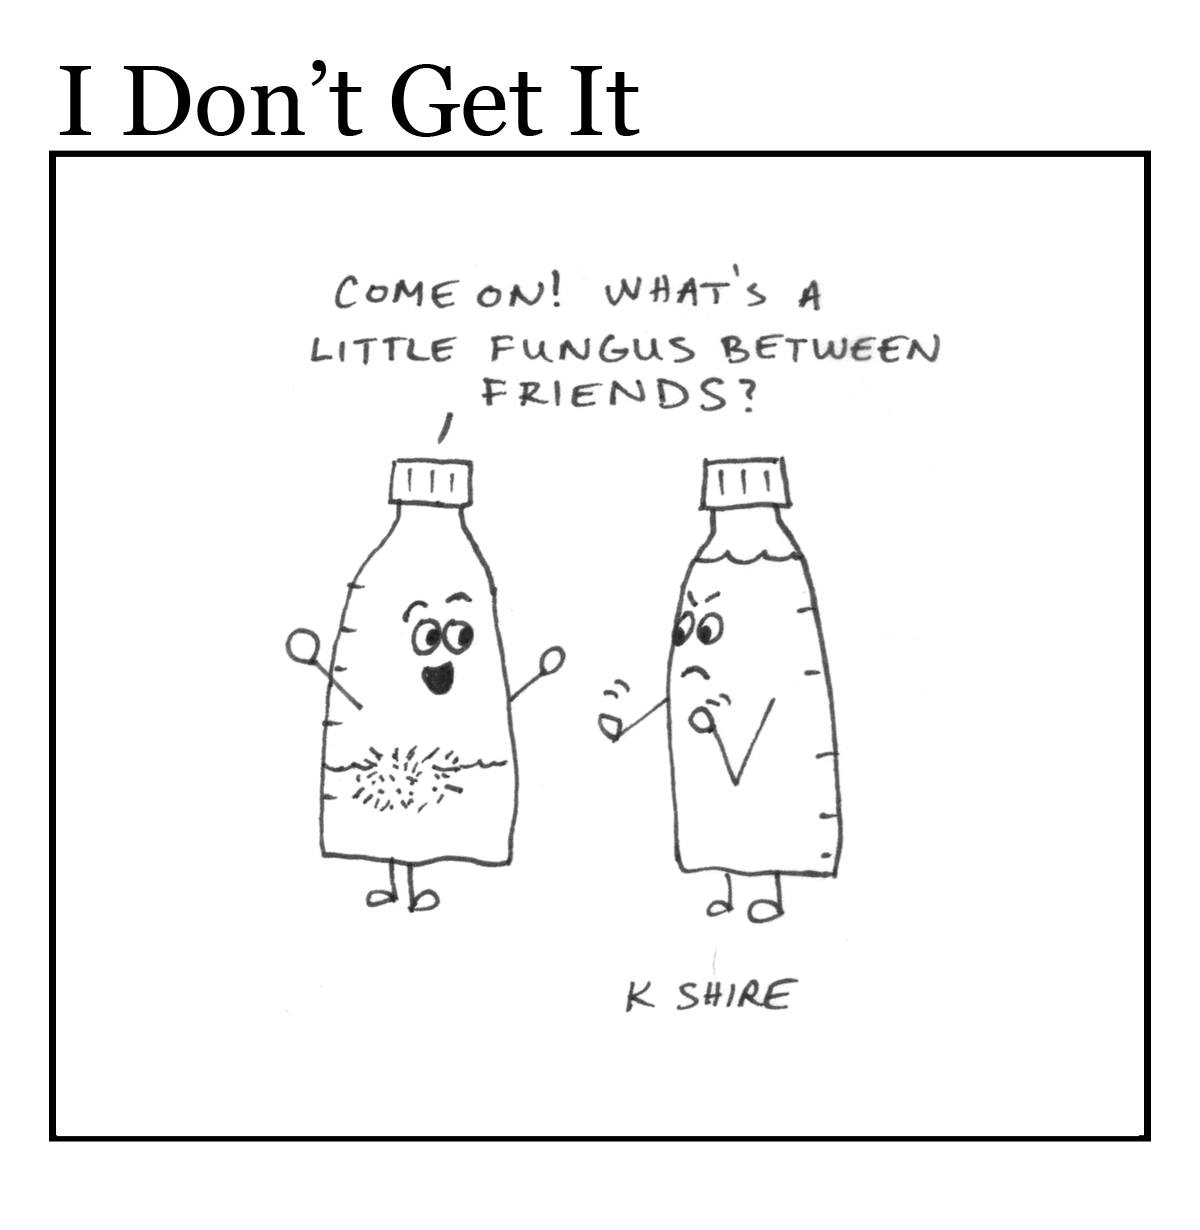 I Don’t Get It
COME ON! WHAT'S A
LITTLE FUNGUS BETWEEN
FRIENDS?
K SHIRE